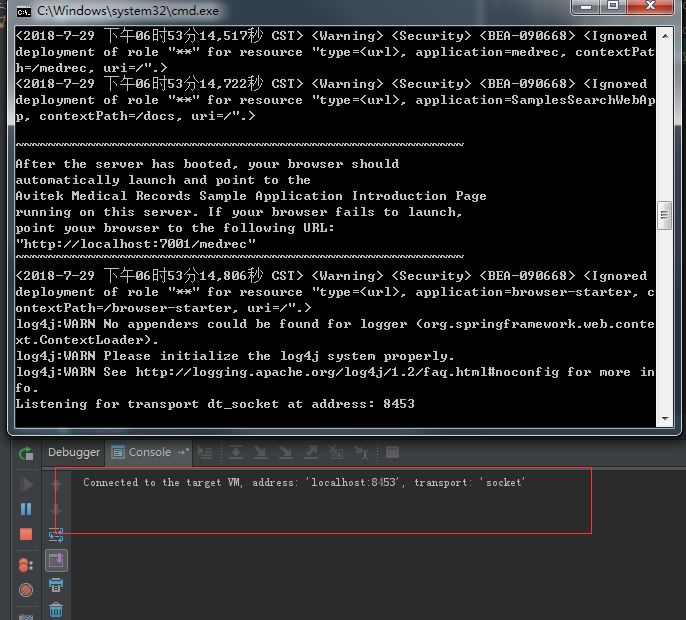 C:\Windows\system32\cmd.exe
<2018-7-29 下午06时53分14,517秒 CST> <Warning> <Security> <BEA-090668> <Ignored
deployment of role "**" for resource "type=<url>, application=medrec, contextPat
h=/medrec, uri=/".>
<2018-7-29 下午06时53分14,722秒 CST> <Warning> <Security> <BEA-090668> <Ignored
deployment of role "**" for resource "type=<url>, application=SamplesSearchWebAp
p, contextPath=/docs, uri=/".>
~~~~~~~~~~~~~~~~~~~~~~~~~~~~~~~~~~~~~~~~~~~~~~~~~~~~~~~~~~~~~~~~
After the server has booted, your browser should
automatically launch and point to the
Avitek Medical Records Sample Application Introduction Page
running on this server. If your browser fails to launch,
point your browser to the following URL:
"http://localhost:7001/medrec"
~~~~~~~~~~~~~~~~~~~~~~~~~~~~~~~~~~~~~~~~~~~~~~~~~~~~~~~~~~~~~~~~
<2018-7-29 下午06时53分14,806秒 CST> <Warning> <Security> <BEA-090668> <Ignored
deployment of role "**" for resource "type=<url>, application=browser-starter, c
ontextPath=/browser-starter, uri=/".>
log4j:WARN No appenders could be found for logger (org.springframework.web.conte
xt.ContextLoader).
log4j:WARN Please initialize the log4j system properly.
log4j:WARN See http://logging.apache.org/log4j/1.2/faq.html#noconfig for more in
fo.
Listening for transport dt_socket at address: 8453
Debugger Console
Connected to the target VM, address: 'localhost:8453', transport: 'socket'